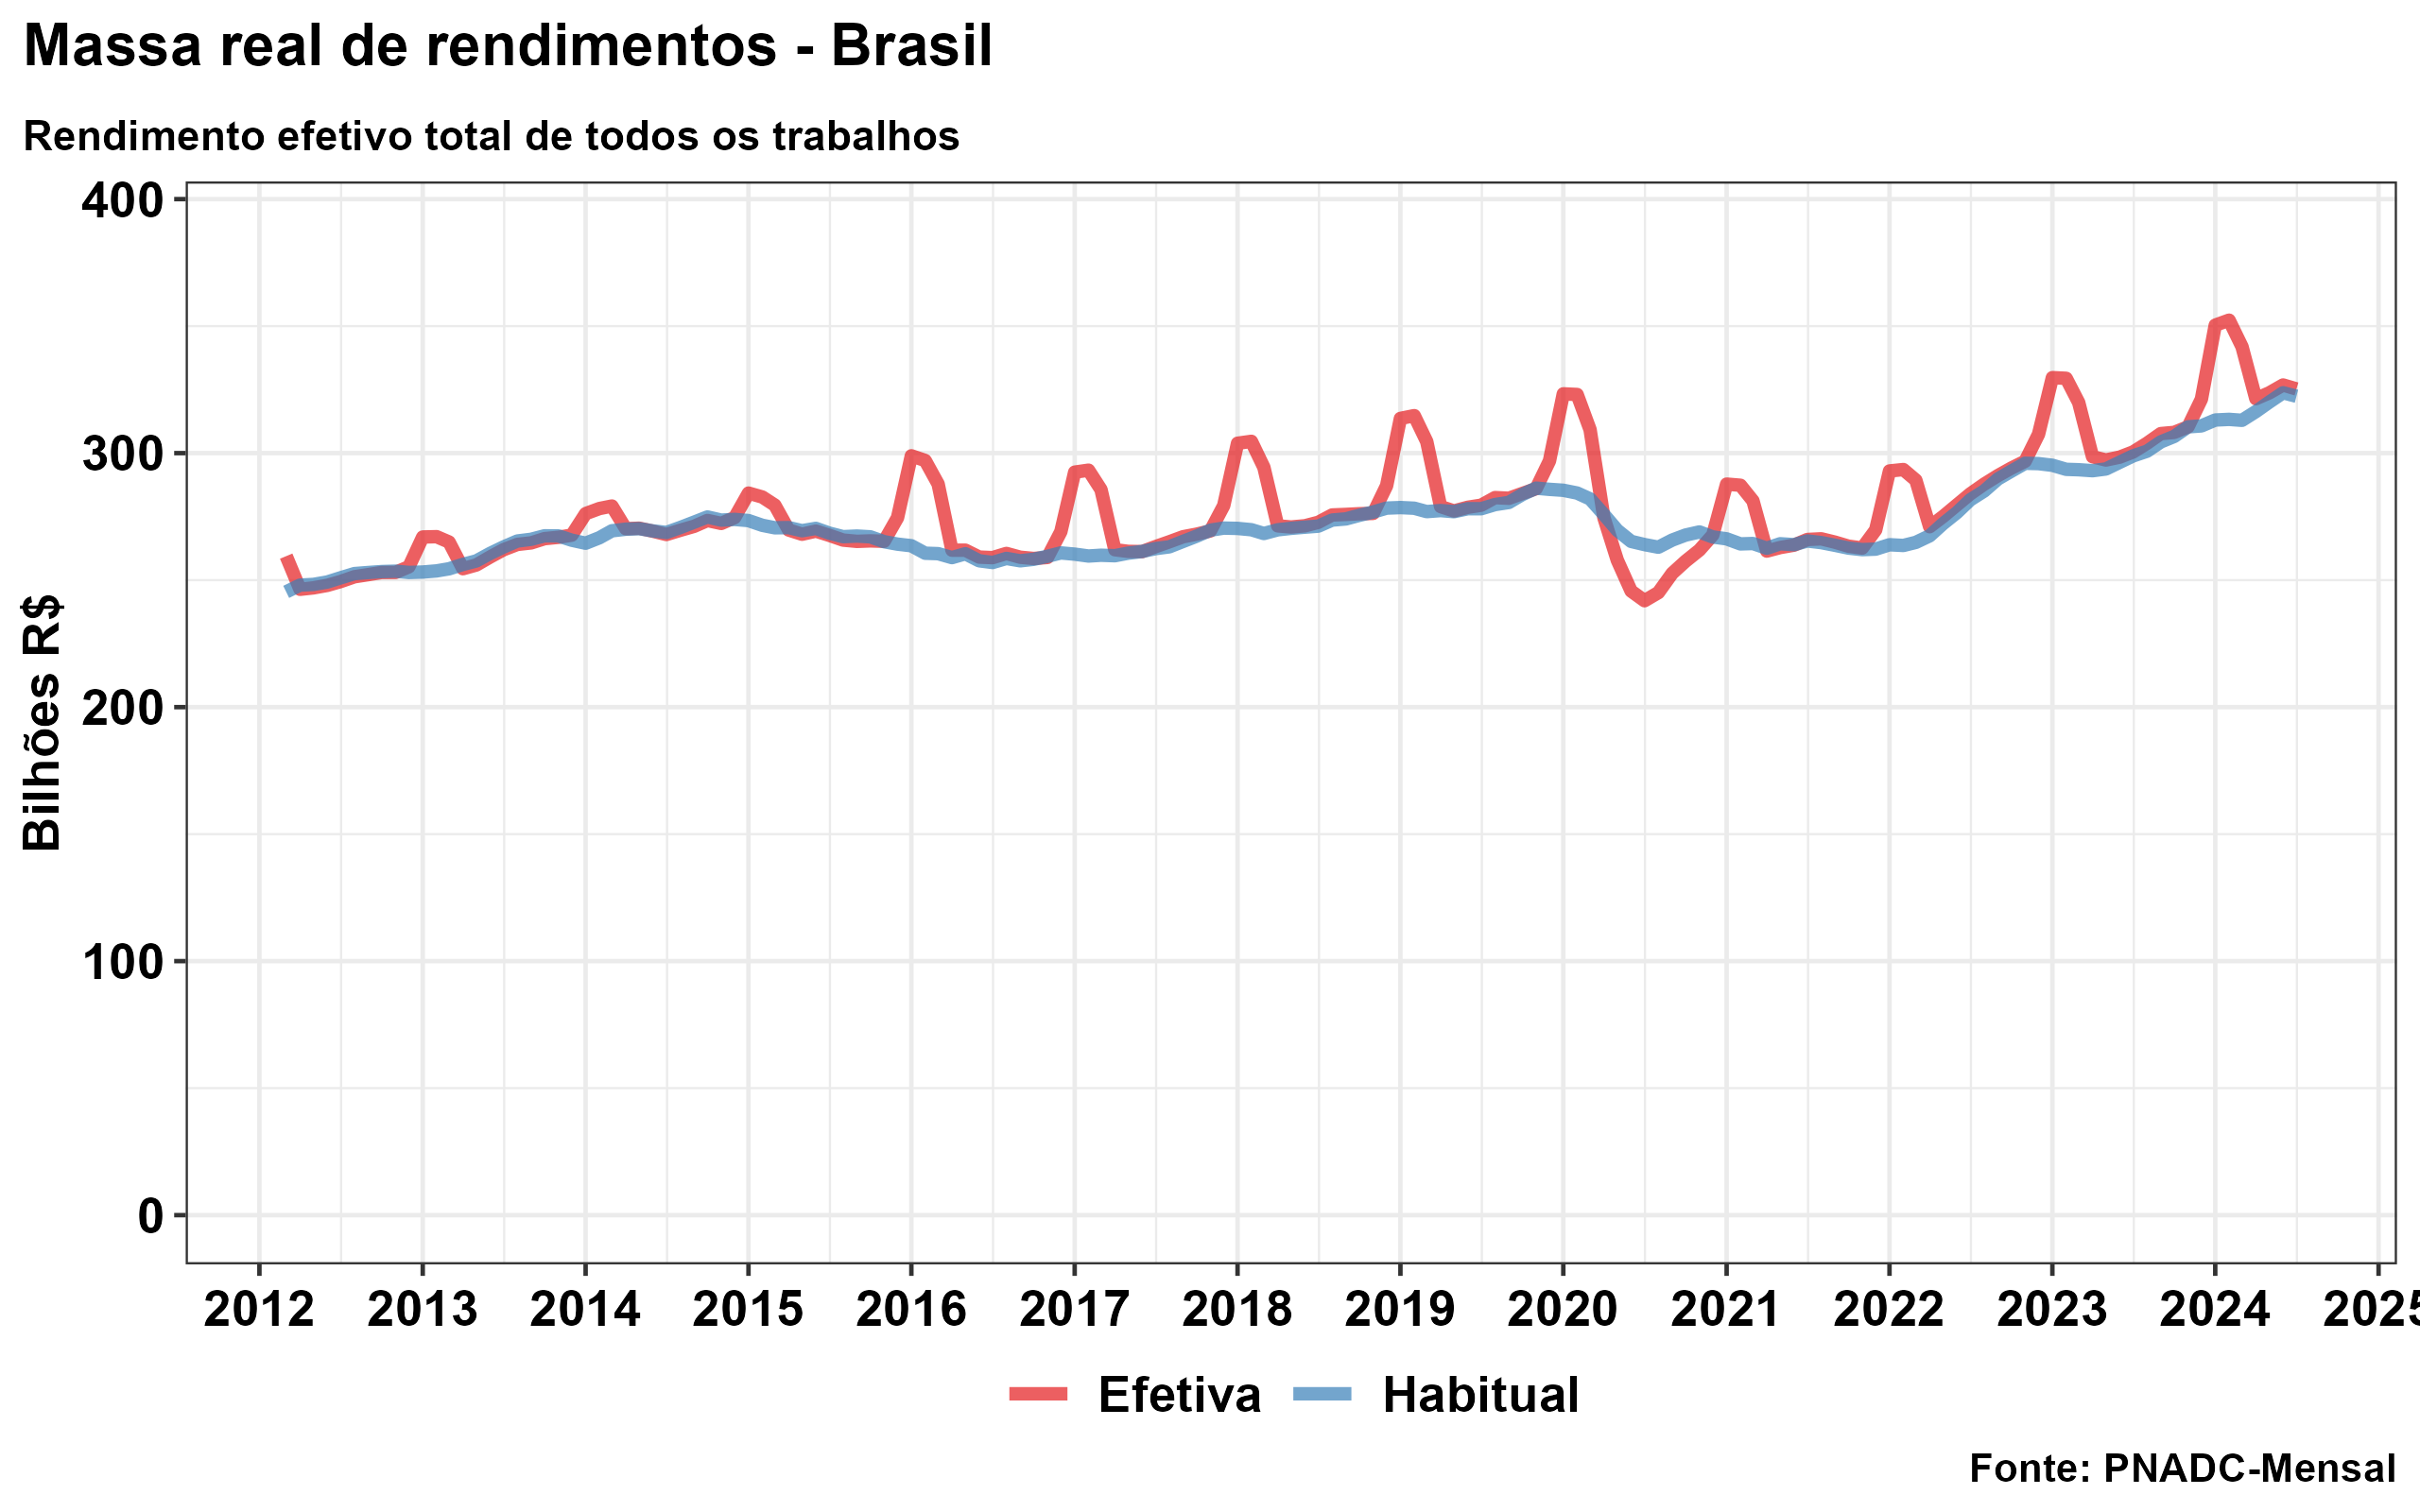 Massa real de rendimentos - Brasil
Rendimento efetivo total de todos os trabalhos
Bilhões R$
400
300
200
100
0
2012 2013 2014 2015 2016 2017 2018 2019 2020 2021 2022 2023 2024 2025
Efetiva Habitual
Fonte: PNADC-Mensal